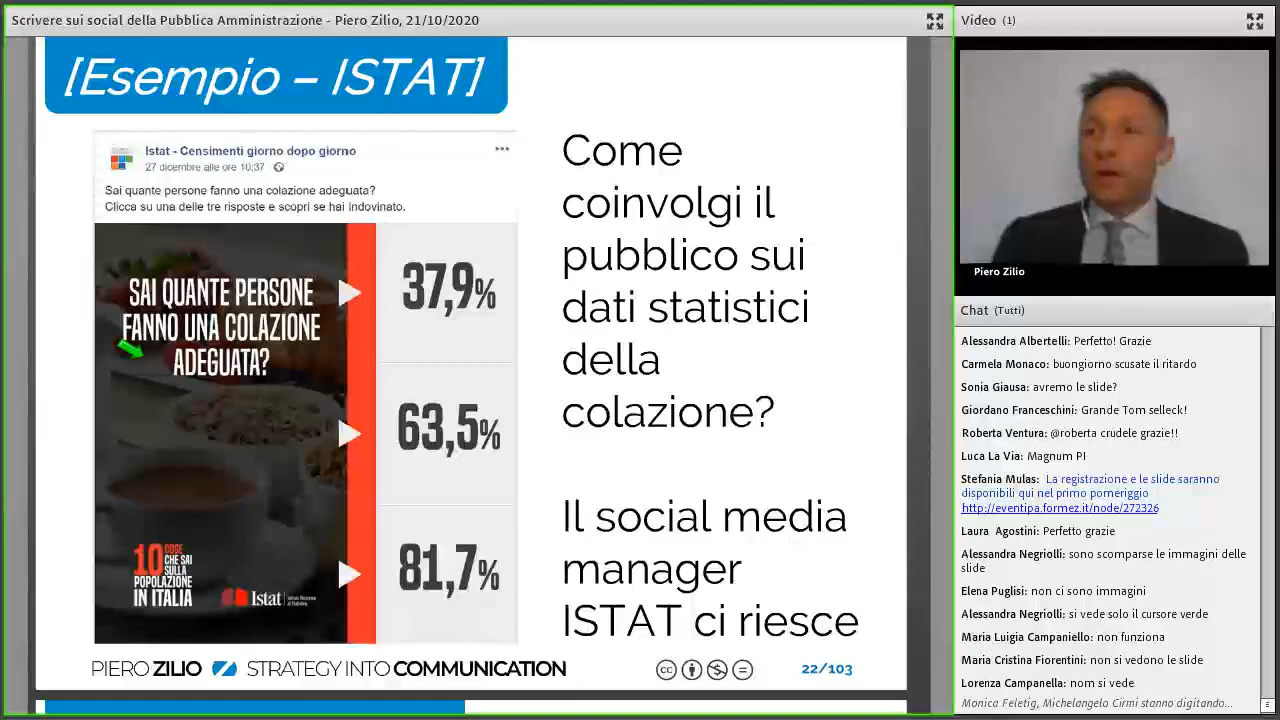 Scrivere sui social della Pubblica Amministrazione - Piero Zilio, 21/10/2020
[Esempio – ISTAT]
Istat - Censimenti giorno dopo giorno
27 dicembre alle ore 10:37
Sai quante persone fanno una colazione adeguata?
Clicca su una delle tre risposte e scopri se hai indovinato.
SAI QUANTE PERSONE
FANNO UNA COLAZIONE
ADEGUATA?
37,9%
63,5%
81,7%
10 COSE
CHE SAI
SULLA
POPOLAZIONE
IN ITALIA
Istat
Come
coinvolgi il
pubblico sui
dati statistici
della
colazione?
Il social media
manager
ISTAT ci riesce
PIERO ZILIO STRATEGY INTO COMMUNICATION
cc
22/103
Video (1)
Piero Zilio
Chat (Tutti)
Alessandra Albertelli: Perfetto! Grazie
Carmela Monaco: buongiorno scusate il ritardo
Sonia Giausa: avremo le slide?
Giordano Franceschini: Grande Tom selleck!
Roberta Ventura: @roberta crudele grazie!!
Luca La Via: Magnum PI
Stefania Mulas: La registrazione e le slide saranno
disponibili qui nel primo pomeriggio
http://eventipa.formez.it/node/272326
Laura Agostini: Perfetto grazie
Alessandra Negriolli: sono scomparse le immagini delle
slide
Elena Puglisi: non ci sono immagini
Alessandra Negriolli: si vede solo il cursore verde
Maria Luigia Campaniello: non funziona
Maria Cristina Fiorentini: non si vedono le slide
Lorenza Campanella: nom si vede
Monica Feletig, Michelangelo Cirmi stanno digitando...